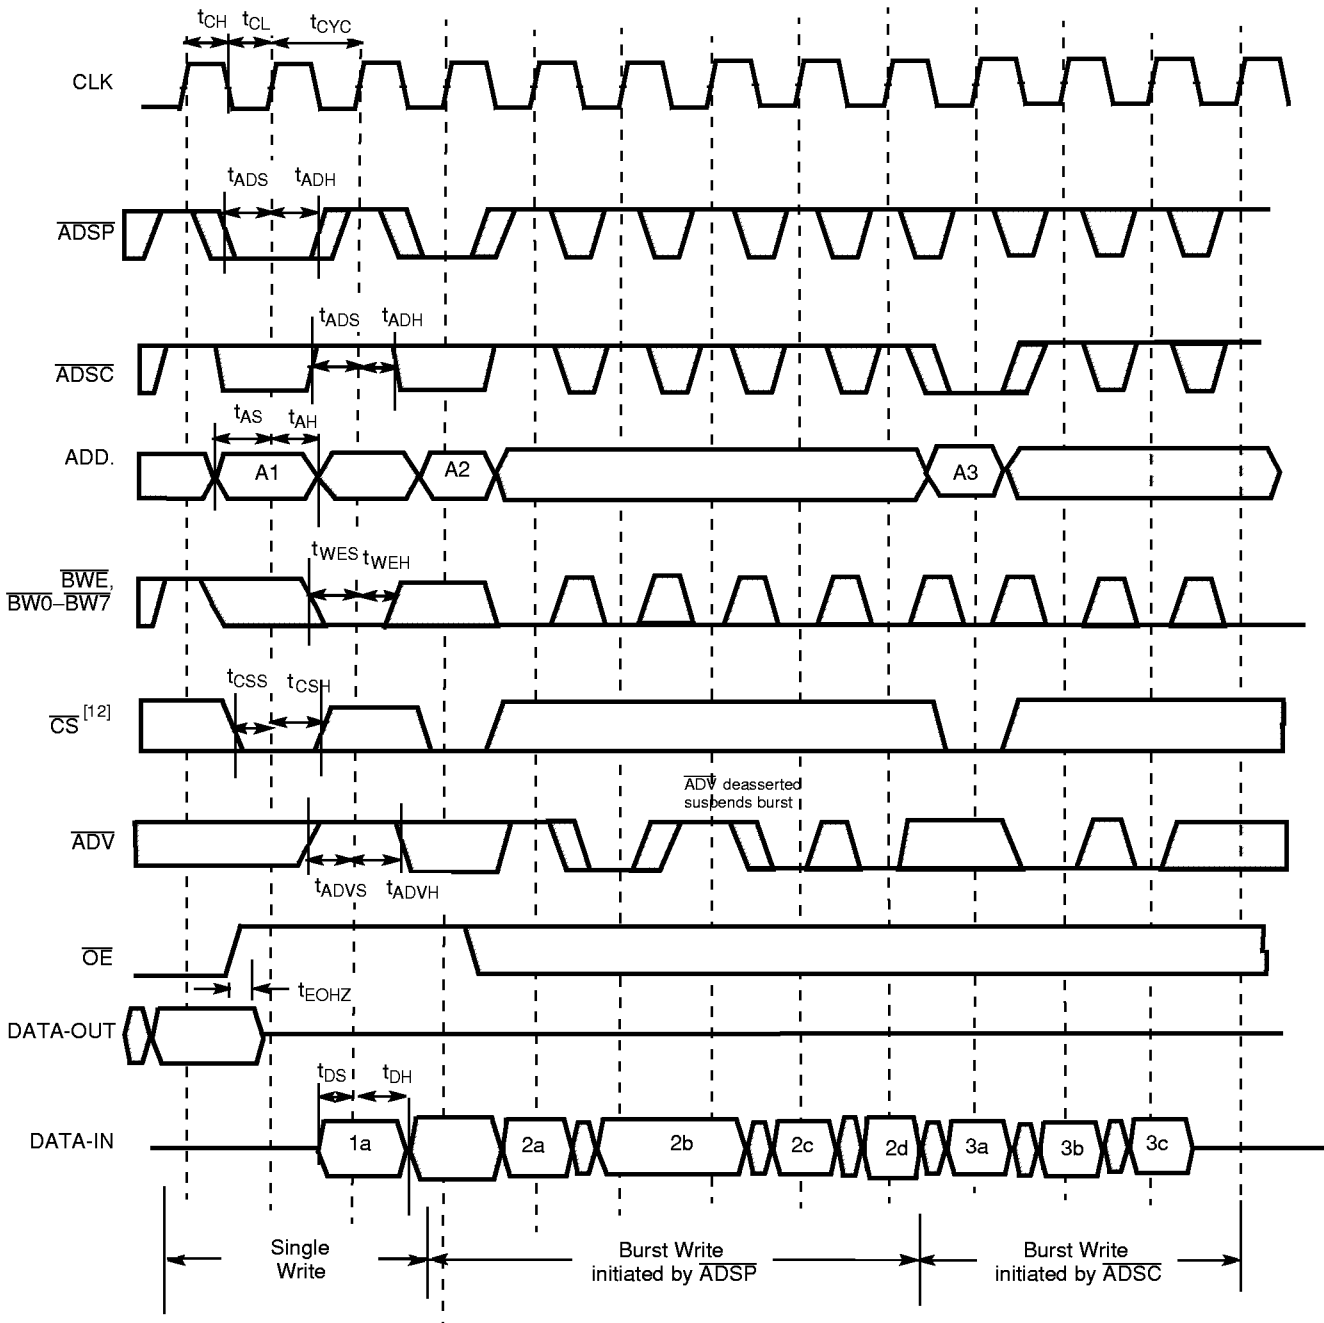 tCH tCL tCYC
CLK
tADS tADH
ADSP
tADS tADH
ADSC
tAS tAH
ADD.
A1 A2 A3
tWES tWEH
BWE,
BW0–BW7
tCSS tCSH
CS [12]
ADV deasserted
suspends burst
ADV
tADVS tADVH
OE
tEOHZ
DATA-OUT
tDS tDH
DATA-IN
1a 2a 2b 2c 2d 3a 3b 3c
Single
Write
Burst Write
initiated by ADSP
Burst Write
initiated by ADSC